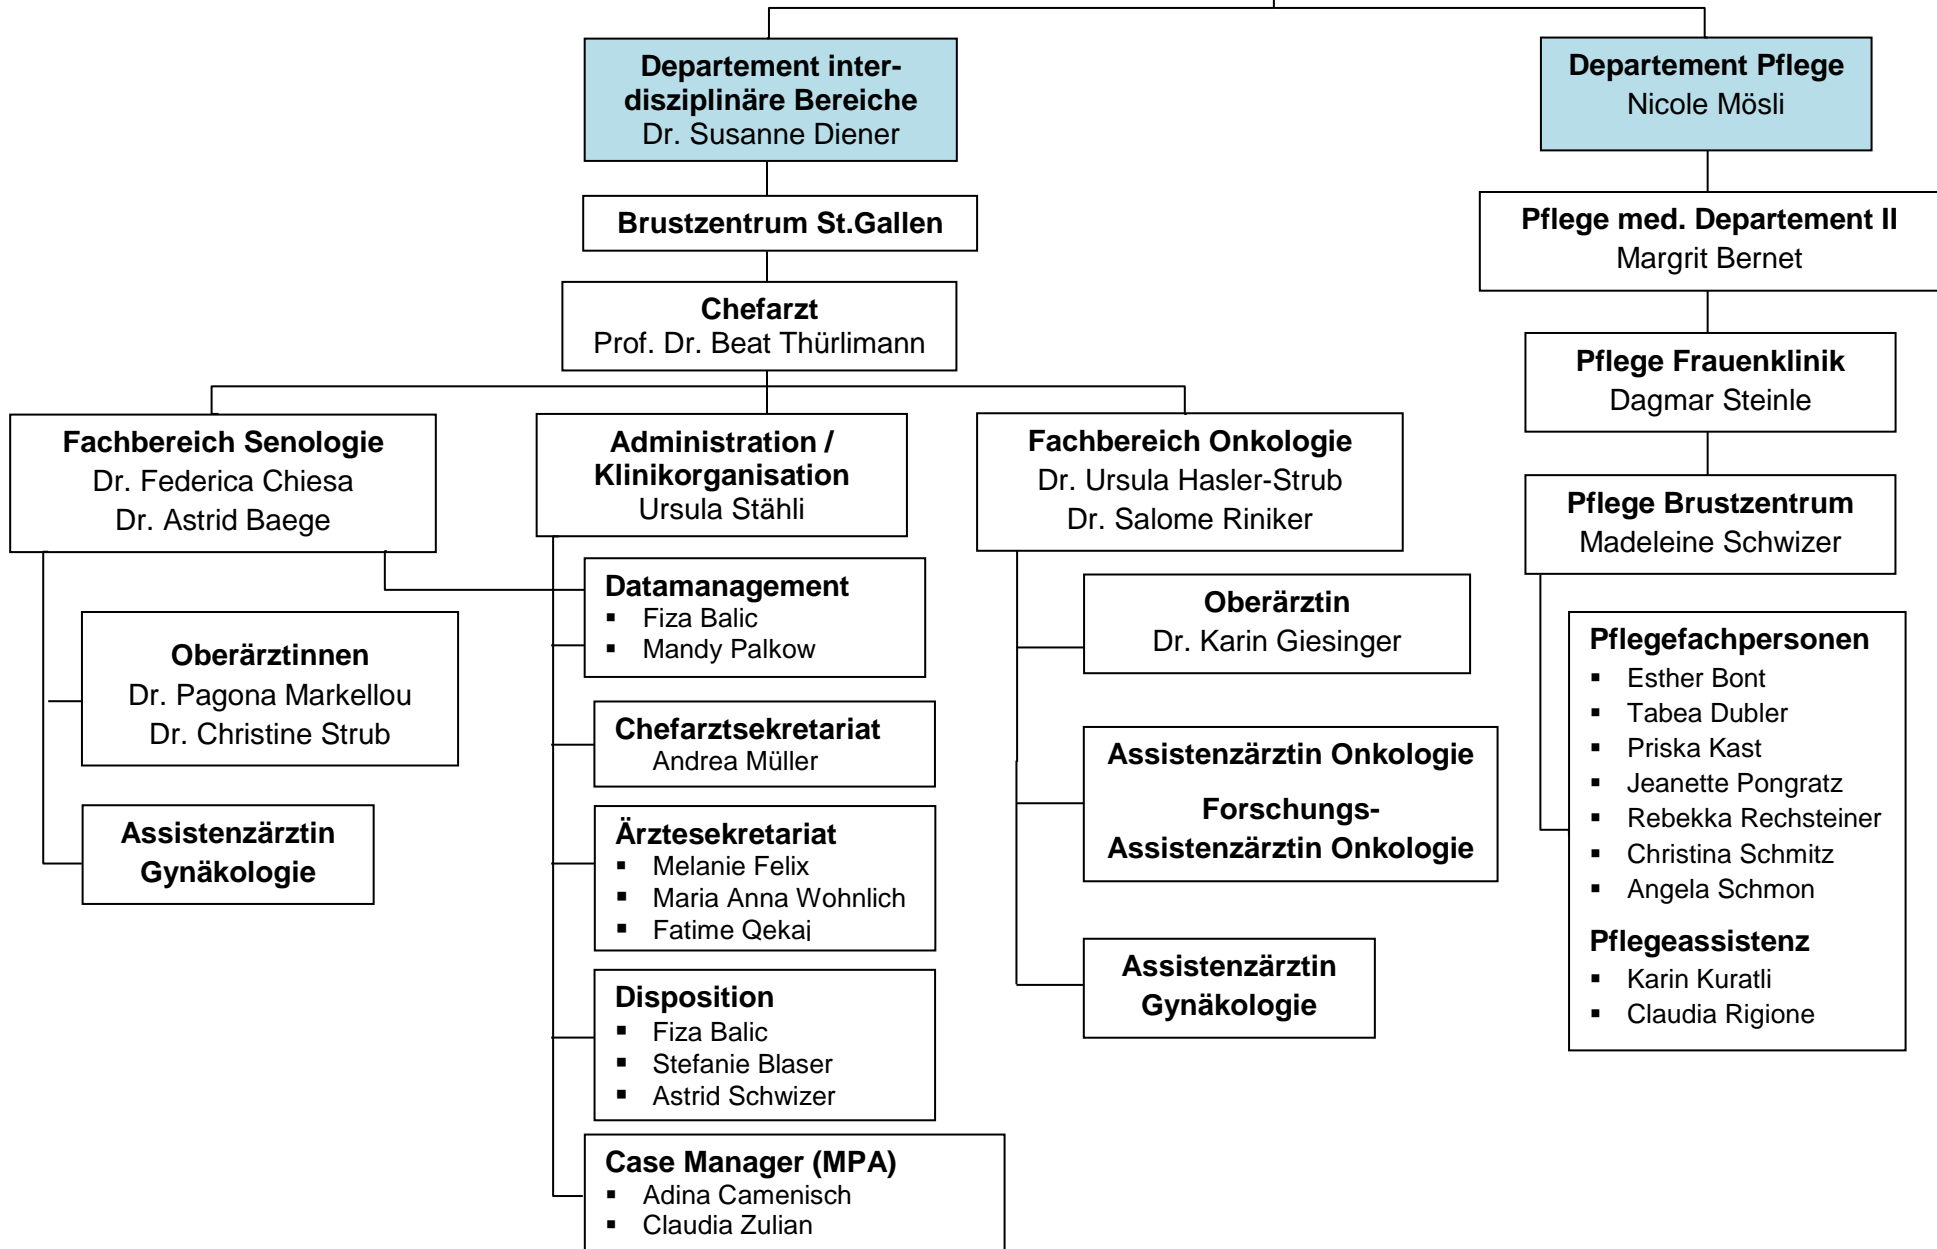 Departement inter-
disziplinäre Bereiche
Dr. Susanne Diener
Departement Pflege
Nicole Mösli
Brustzentrum St.Gallen
Pflege med. Departement II
Margrit Bernet
Chefarzt
Prof. Dr. Beat Thürlimann
Pflege Frauenklinik
Dagmar Steinle
Fachbereich Senologie
Dr. Federica Chiesa
Dr. Astrid Baege
Administration /
Klinikorganisation
Ursula Stähli
Fachbereich Onkologie
Dr. Ursula Hasler-Strub
Dr. Salome Riniker
Pflege Brustzentrum
Madeleine Schwizer
Oberärztinnen
Dr. Pagona Markellou
Dr. Christine Strub
Assistenzärztin
Gynäkologie
Datamanagement
▪ Fiza Balic
▪ Mandy Palkow
Chefarztsekretariat
Andrea Müller
Ärztesekretariat
▪ Melanie Felix
▪ Maria Anna Wohnlich
▪ Fatime Qekaj
Disposition
▪ Fiza Balic
▪ Stefanie Blaser
▪ Astrid Schwizer
Case Manager (MPA)
▪ Adina Camenisch
▪ Claudia Zulian
Oberärztin
Dr. Karin Giesinger
Assistenzärztin Onkologie
Forschungs-
Assistenzärztin Onkologie
Assistenzärztin
Gynäkologie
Pflegefachpersonen
▪ Esther Bont
▪ Tabea Dubler
▪ Priska Kast
▪ Jeanette Pongratz
▪ Rebekka Rechsteiner
▪ Christina Schmitz
▪ Angela Schmon
Pflegeassistenz
▪ Karin Kuratli
▪ Claudia Rigione